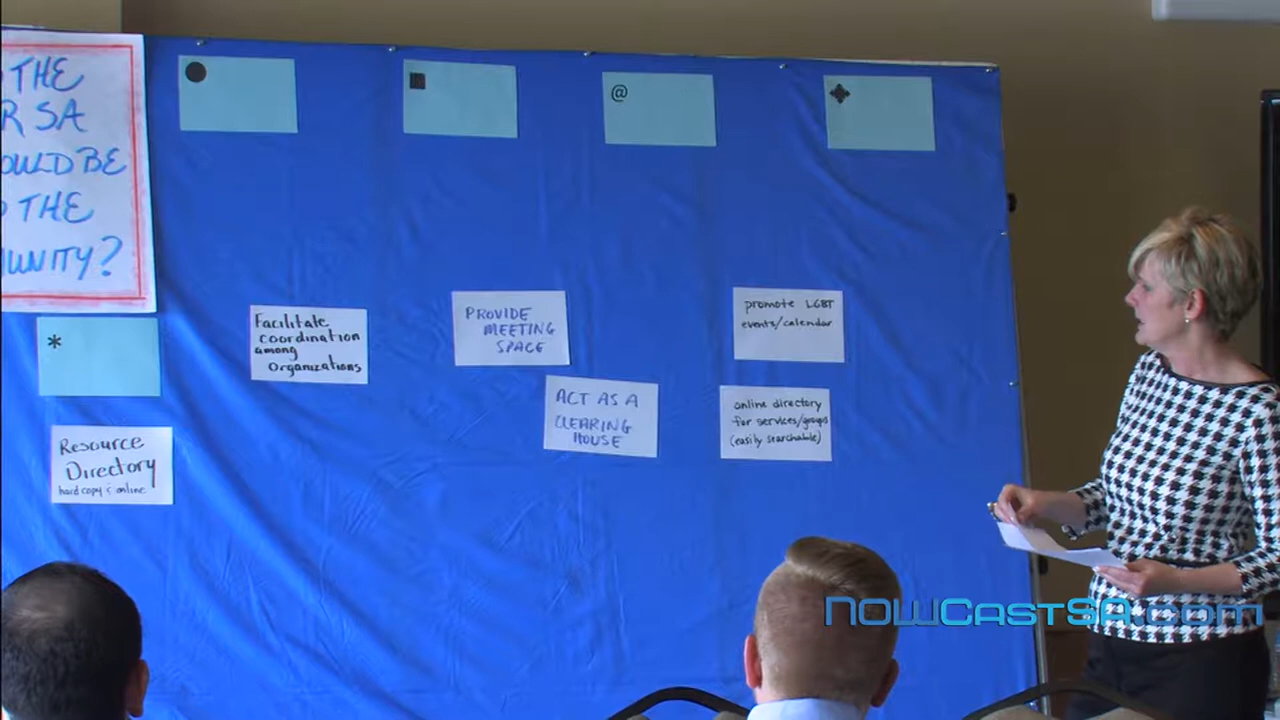 THE
R SA
OULD BE
THE
UNITY?
@
*
Resource
Directory
hard copy & online
Facilitate
coordination
among
Organizations
PROVIDE
MEETING
SPACE
ACT AS A
CLEARING
HOUSE
promote LGBT
events/calendar
online directory
for services/groups
(easily searchable)
NOWCastSA.com